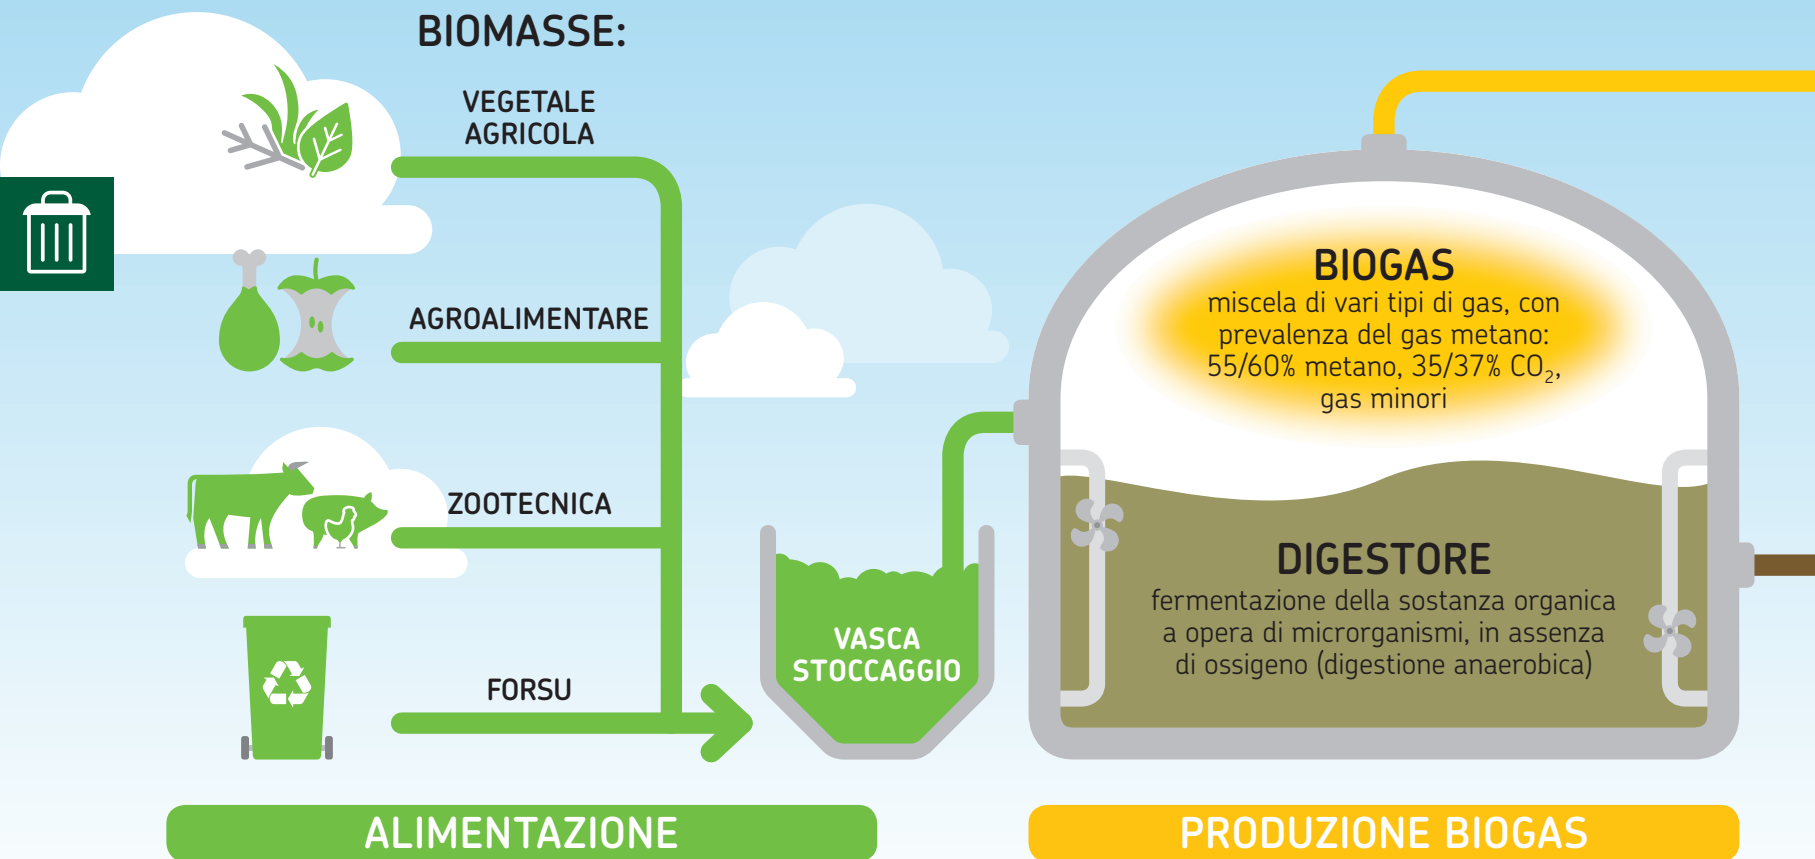 BIOMASSE:
VEGETALE
AGRICOLA
AGROALIMENTARE
ZOOTECNICA
FORSU
VASCA
STOCCAGGIO
BIOGAS
miscela di vari tipi di gas, con
prevalenza del gas metano:
55/60% metano, 35/37% CO₂,
gas minori
DIGESTORE
fermentazione della sostanza organica
a opera di microrganismi, in assenza
di ossigeno (digestione anaerobica)
ALIMENTAZIONE
PRODUZIONE BIOGAS